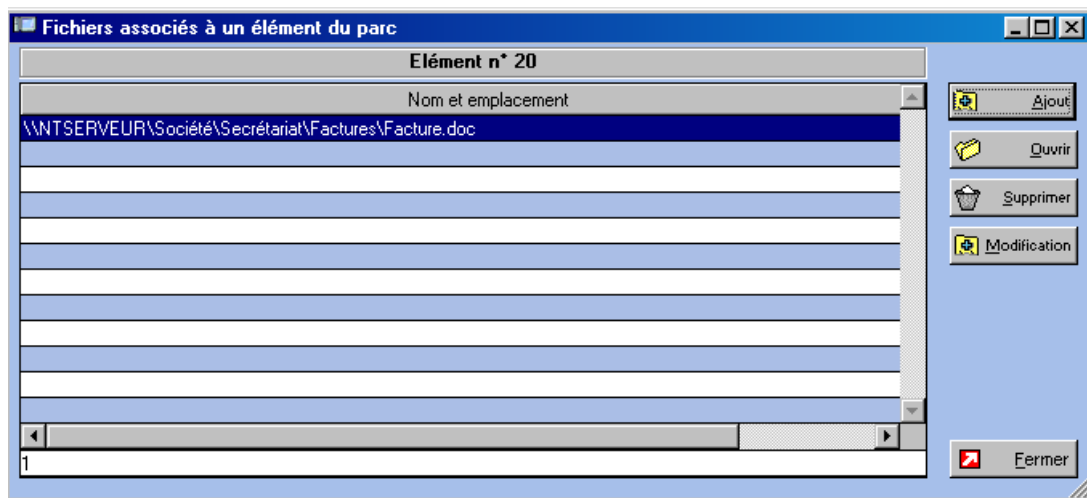 Fichiers associés à un élément du parc
Elément n° 20
Nom et emplacement
\\NTSERVEUR\Société\Secrétariat\Factures\Facture.doc
1
Ajout
Ouvrir
Supprimer
Modification
Fermer